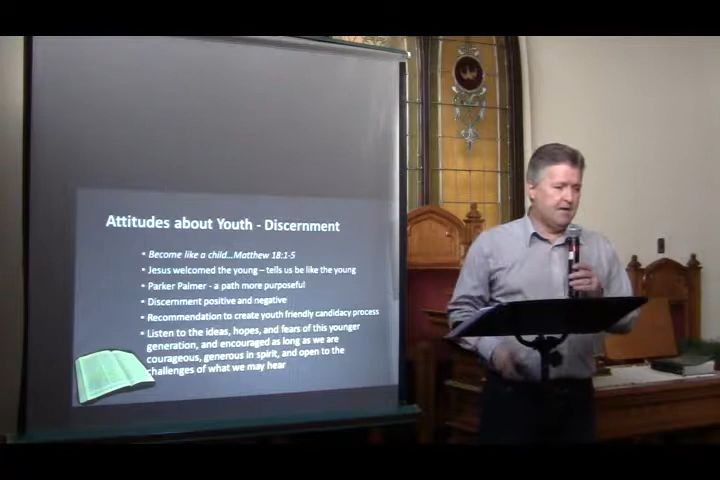 Attitudes about Youth - Discernment
• Become like a child...Matthew 18:1-5
• Jesus welcomed the young – tells us be like the young
• Parker Palmer - a path more purposeful
• Discernment positive and negative
• Recommendation to create youth friendly candidacy process
• Listen to the ideas, hopes, and fears of this younger
generation, and encouraged as long as we are
courageous, generous in spirit, and open to the
challenges of what we may hear